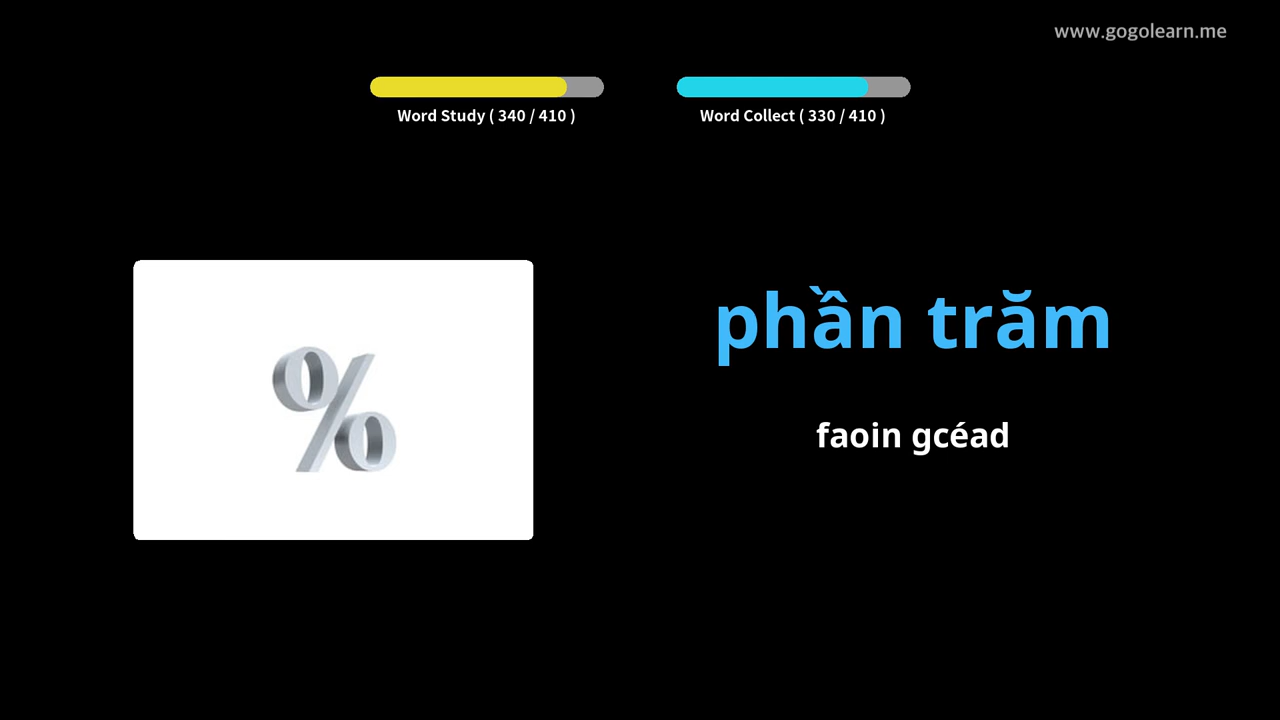 www.gogolearn.me
Word Study ( 340 / 410 )
Word Collect ( 330 / 410 )
%
phần trăm
faoin gcéad